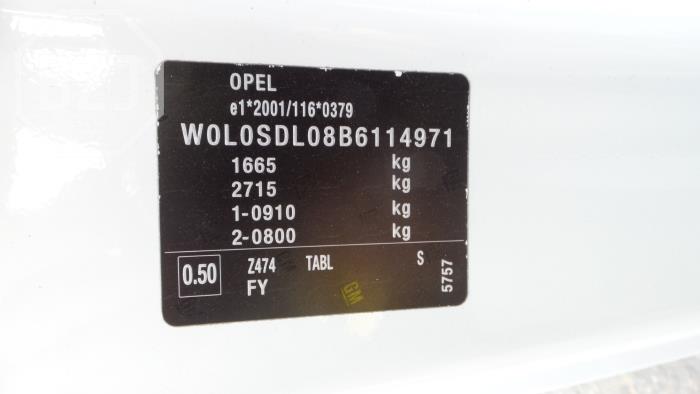 OPEL
e1*2001/116*0379
W0L0SDL08B6114971
1665 kg
2715 kg
1-0910 kg
2-0800 kg
0.50 Z474 TABL S
FY
5757
GM